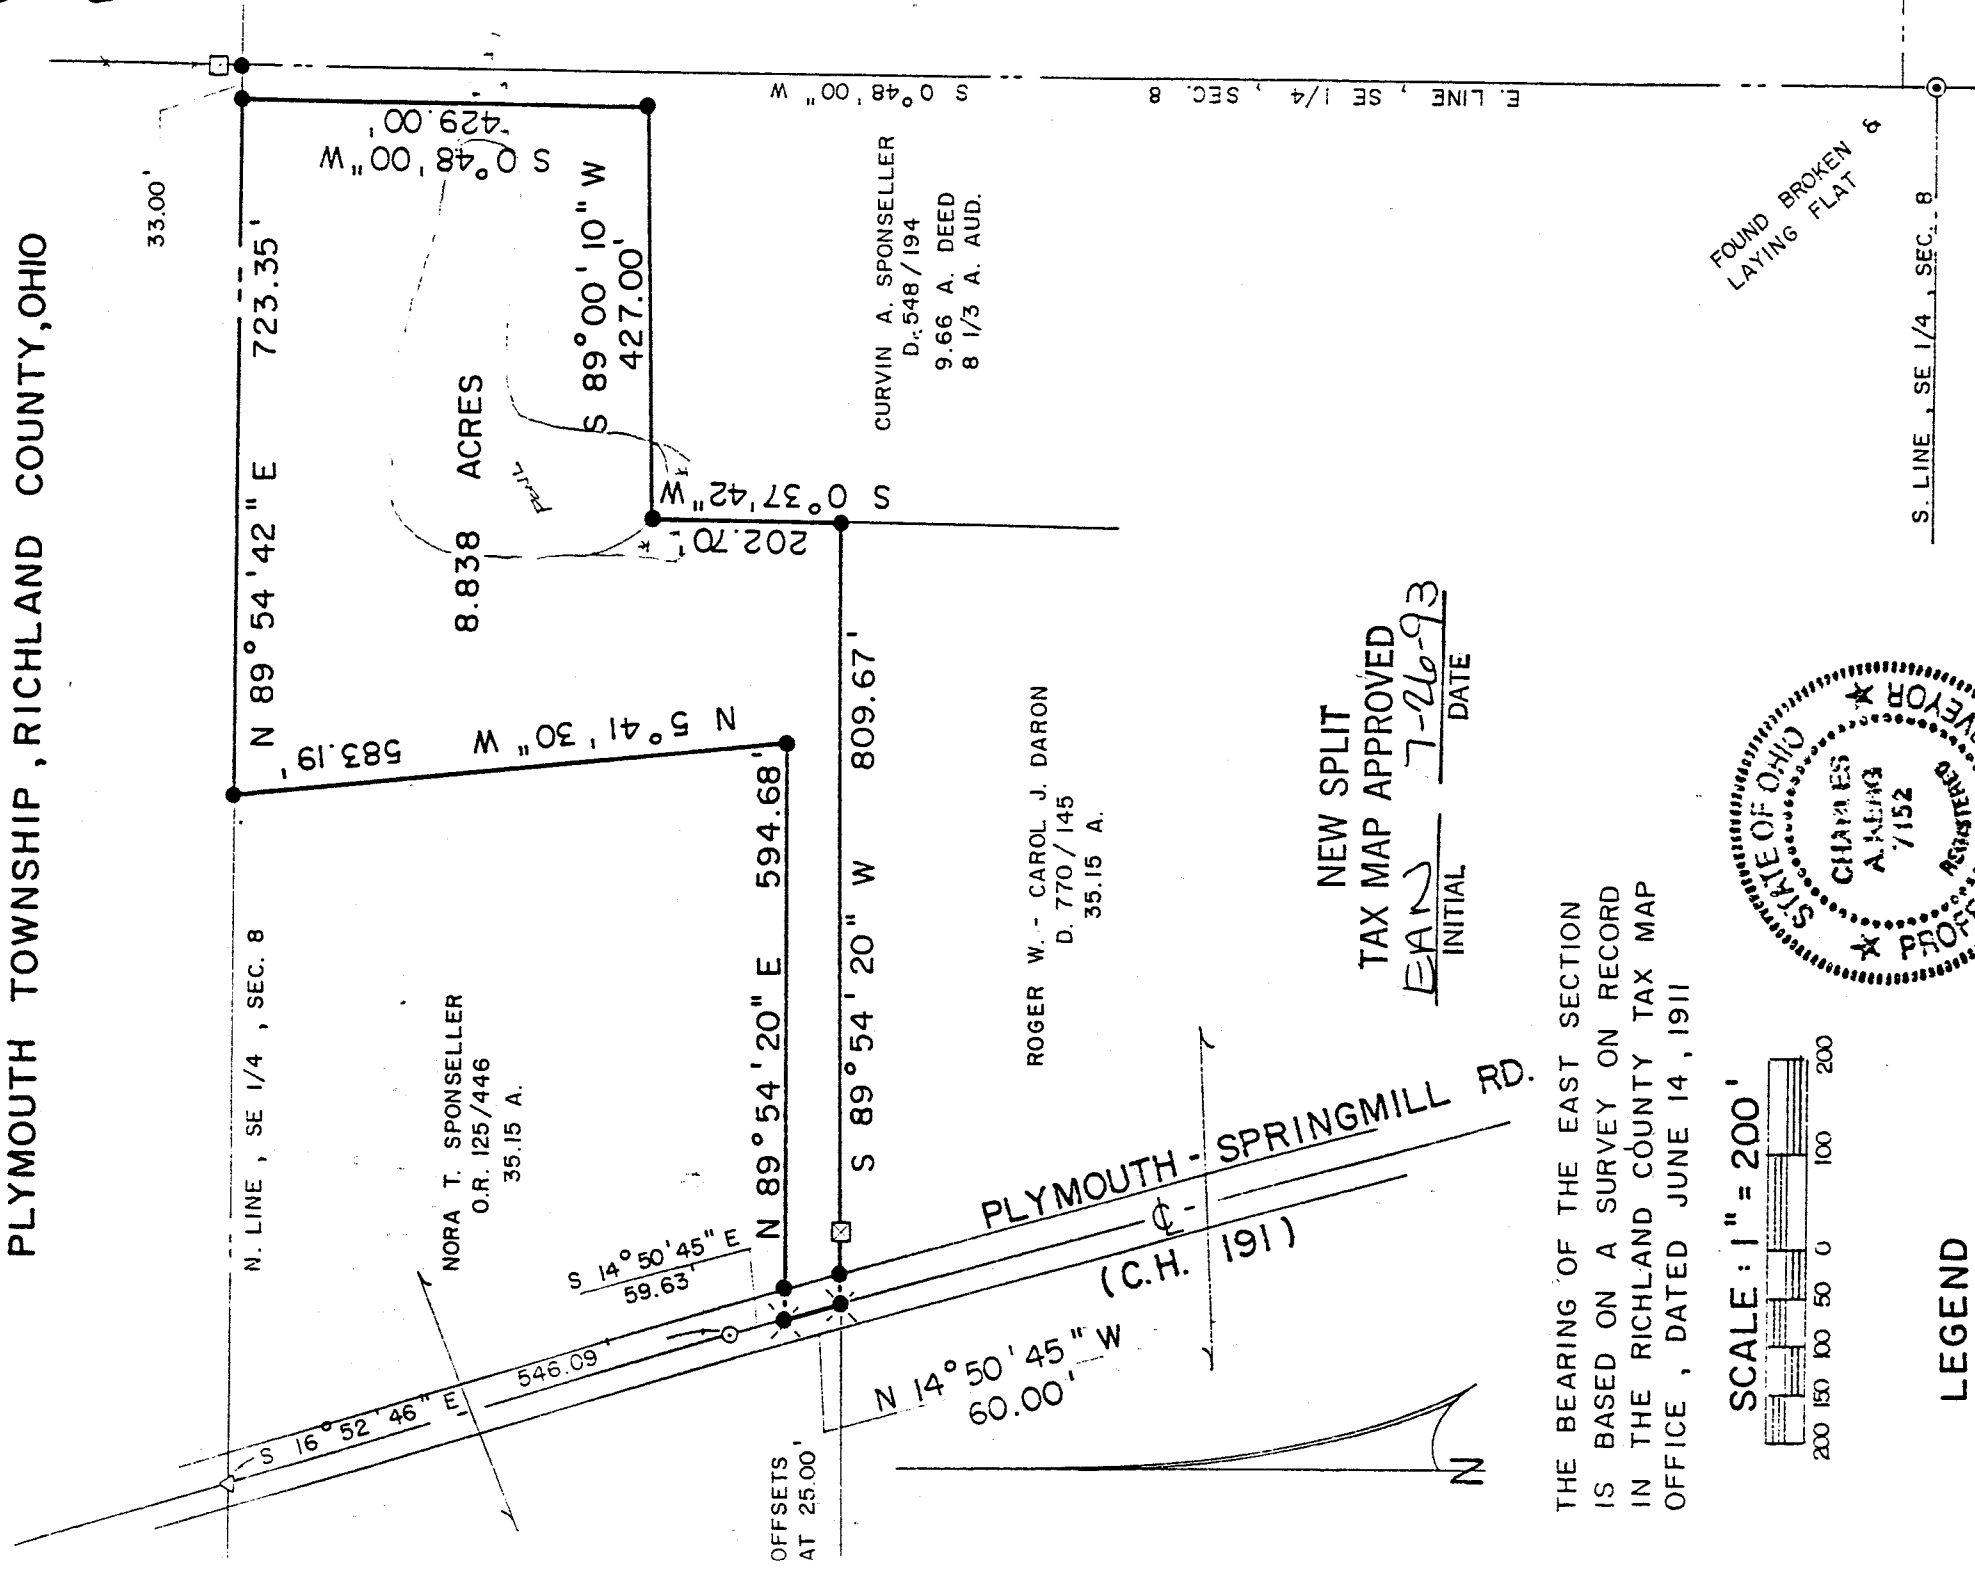 PLYMOUTH TOWNSHIP, RICHLAND COUNTY, OHIO
33.00'
N. LINE, SE 1/4, SEC. 8
N 89°54'42" E 723.35'
S 0°48'00" W
429.00'
S 0°48'00" W
E. LINE, SE 1/4, SEC. 8
S 89°00'10" W
427.00'
8.838 ACRES
583.19'
N 5°41'30" W
S 0°37'42" W
202.70'
NORA T. SPONSELLER
O.R. 125/446
35.15 A.
CURVIN A. SPONSELLER
D. 548/194
9.66 A. DEED
8 1/3 A. AUD.
N 89°54'20" E 594.68'
S 89°54'20" W 809.67'
S 14°50'45" E
59.63'
S 16°52'46" E
546.09'
ROGER W. - CAROL J. DARON
D. 770/145
35.15 A.
PLYMOUTH - SPRINGMILL RD.
℄
(C.H. 191)
N 14°50'45" W
60.00'
OFFSETS
AT 25.00'
N
FOUND BROKEN &
LAYING FLAT
S. LINE, SE 1/4, SEC. 8
NEW SPLIT
TAX MAP APPROVED
EAN 7-26-93
INITIAL DATE
THE BEARING OF THE EAST SECTION
IS BASED ON A SURVEY ON RECORD
IN THE RICHLAND COUNTY TAX MAP
OFFICE, DATED JUNE 14, 1911
STATE OF OHIO
CHARLES
7152
REGISTERED
SCALE: 1" = 200'
200 150 100 50 0 100 200
LEGEND